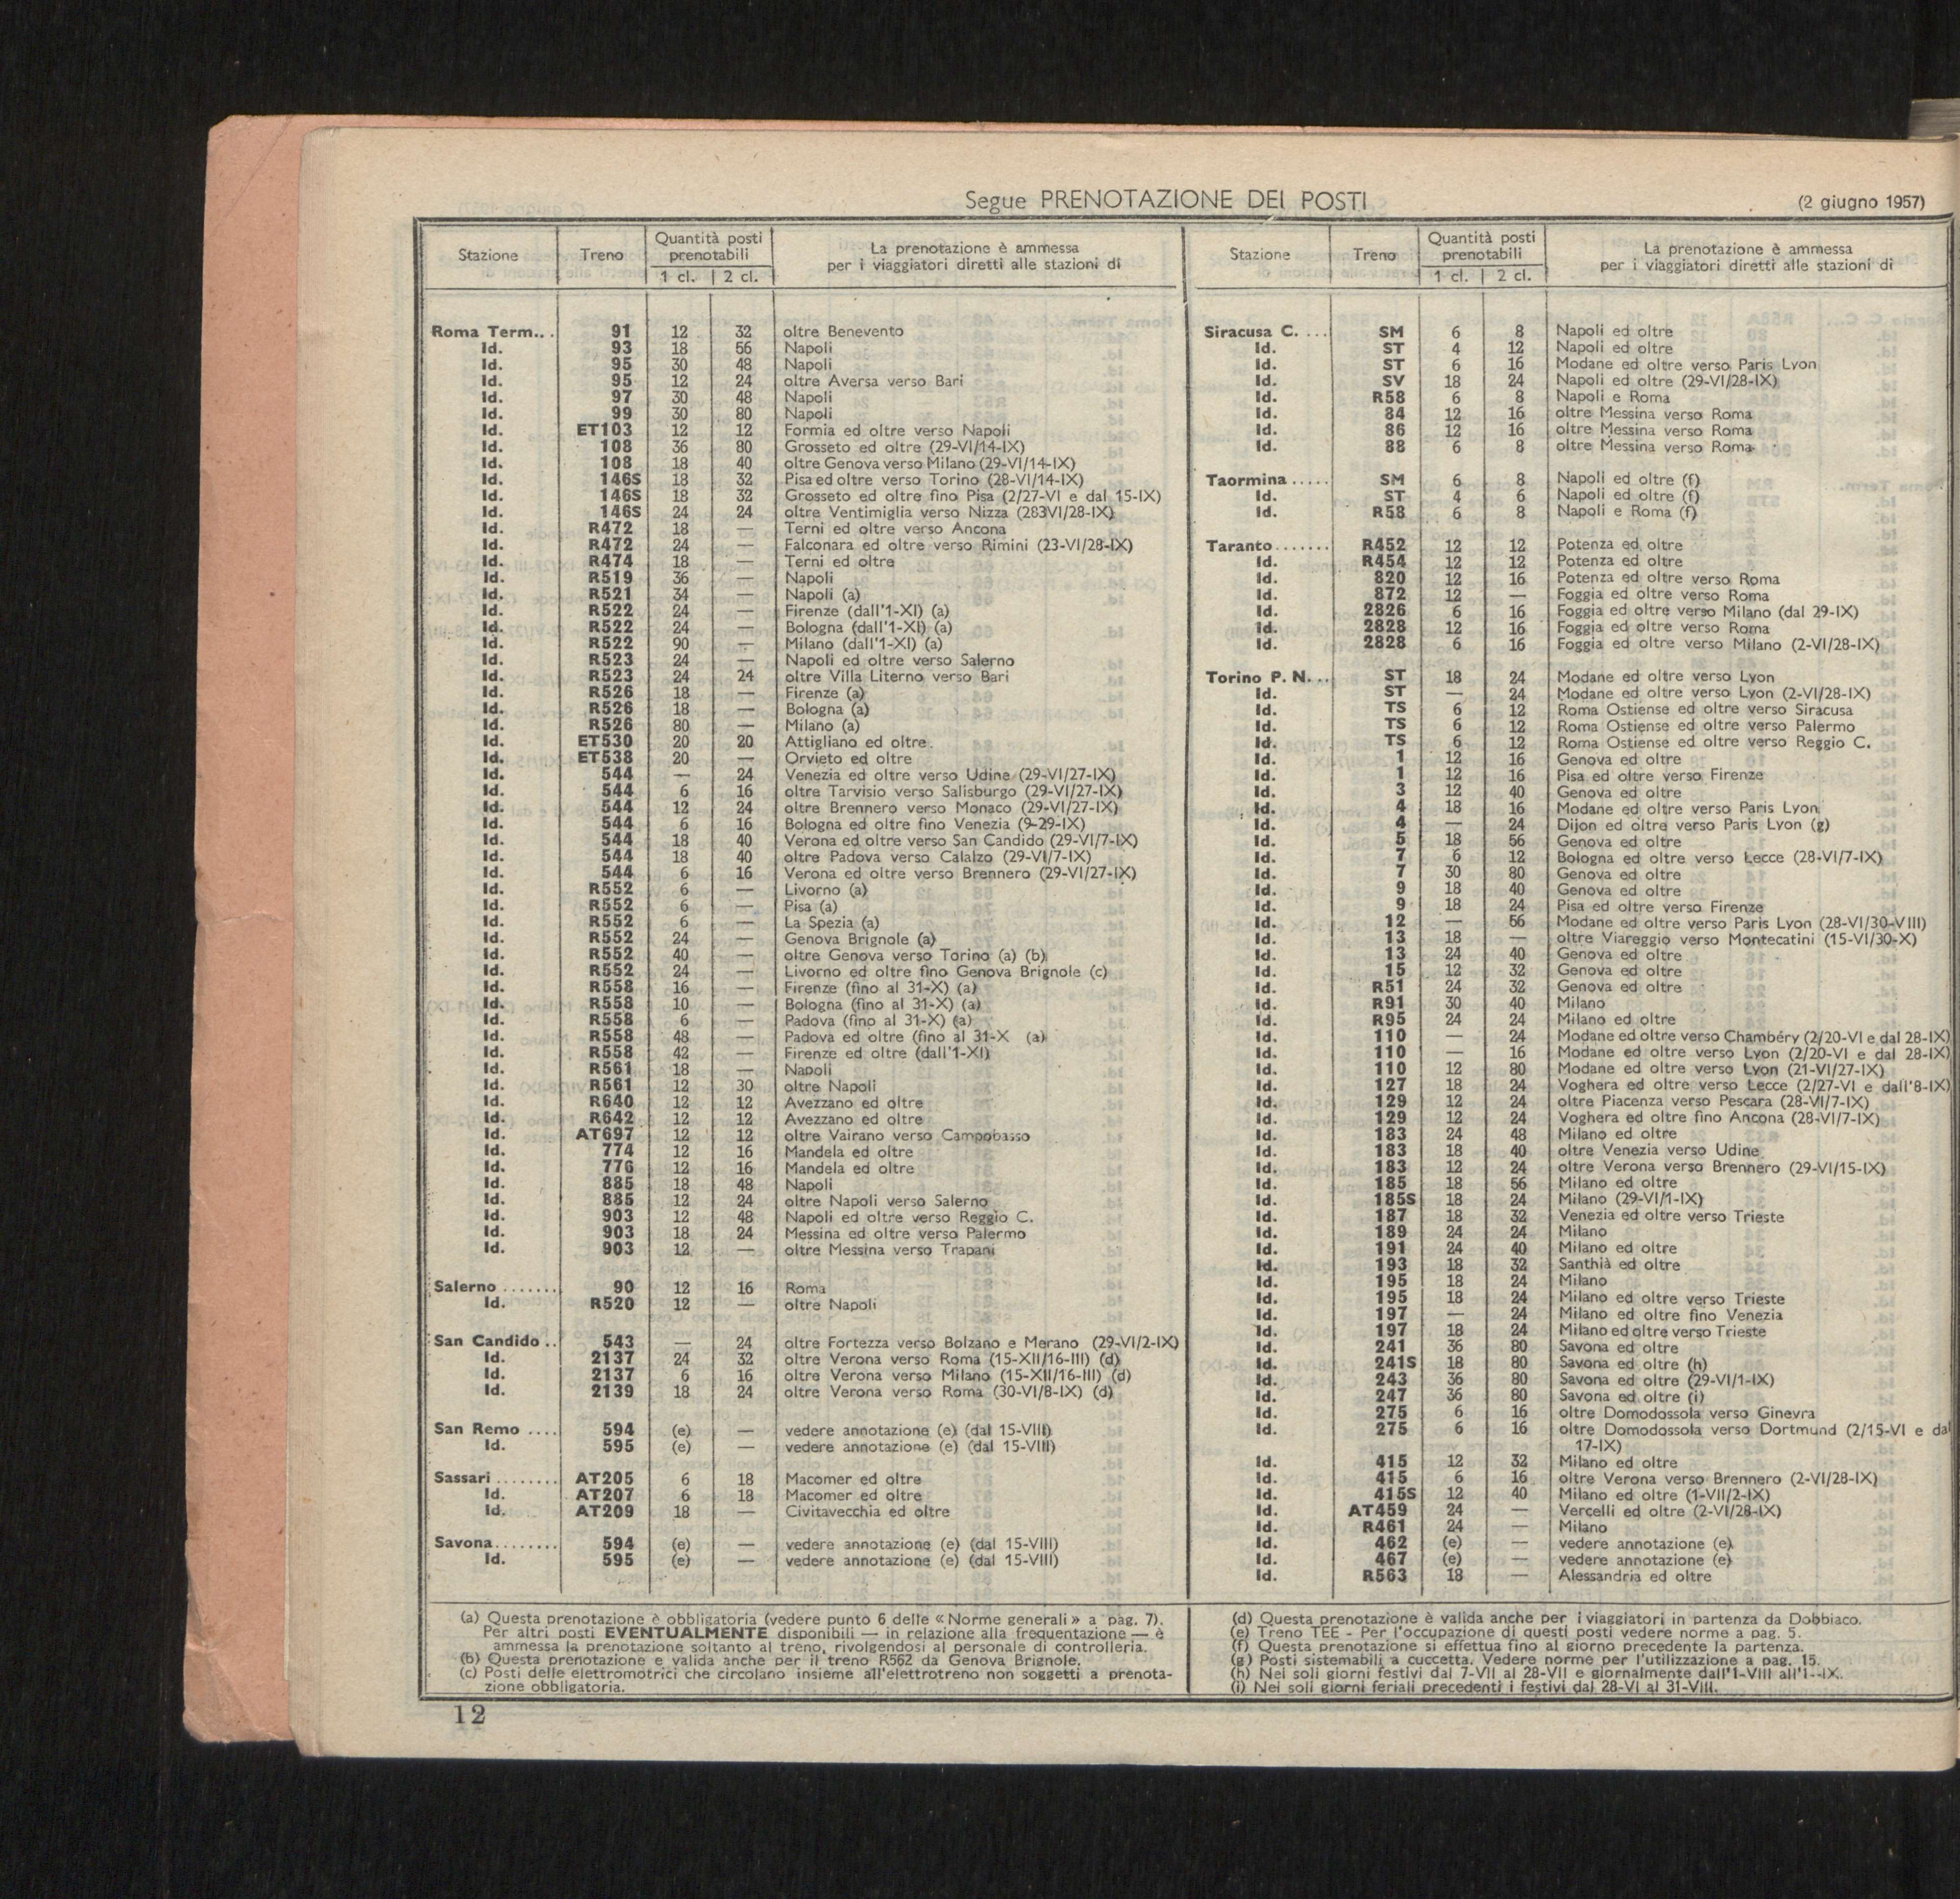 Segue PRENOTAZIONE DEI POSTI
(2 giugno 1957)
Stazione Treno Quantità posti prenotabili 1 cl. 2 cl. La prenotazione è ammessa per i viaggiatori diretti alle stazioni di
Roma Term... 91 12 32 oltre Benevento
Id. 93 18 56 Napoli
Id. 95 30 48 Napoli
Id. 95 12 24 oltre Aversa verso Bari
Id. 97 30 48 Napoli
Id. 99 30 80 Napoli
Id. ET103 12 12 Formia ed oltre verso Napoli
Id. 108 36 80 Grosseto ed oltre (29-VI/14-IX)
Id. 108 18 40 oltre Genova verso Milano (29-VI/14-IX)
Id. 146S 18 32 Pisa ed oltre verso Torino (28-VI/14-IX)
Id. 146S 18 32 Grosseto ed oltre fino Pisa (2/27-VI e dal 15-IX)
Id. 146S 24 24 oltre Ventimiglia verso Nizza (283VI/28-IX)
Id. R472 18 — Terni ed oltre verso Ancona
Id. R472 24 — Falconara ed oltre verso Rimini (23-VI/28-IX)
Id. R474 18 — Terni ed oltre
Id. R519 36 — Napoli
Id. R521 34 — Napoli (a)
Id. R522 24 — Firenze (dall'1-XI) (a)
Id. R522 24 — Bologna (dall'1-XI) (a)
Id. R522 90 — Milano (dall'1-XI) (a)
Id. R523 24 — Napoli ed oltre verso Salerno
Id. R523 24 24 oltre Villa Literno verso Bari
Id. R526 18 — Firenze (a)
Id. R526 18 — Bologna (a)
Id. R526 80 — Milano (a)
Id. ET530 20 20 Attigliano ed oltre
Id. ET538 20 — Orvieto ed oltre
Id. 544 — 24 Venezia ed oltre verso Udine (29-VI/27-IX)
Id. 544 6 16 oltre Tarvisio verso Salisburgo (29-VI/27-IX)
Id. 544 12 24 oltre Brennero verso Monaco (29-VI/27-IX)
Id. 544 6 16 Bologna ed oltre fino Venezia (9-29-IX)
Id. 544 18 40 Verona ed oltre verso San Candido (29-VI/7-IX)
Id. 544 18 40 oltre Padova verso Calalzo (29-VI/7-IX)
Id. 544 6 16 Verona ed oltre verso Brennero (29-VI/27-IX)
Id. R552 6 — Livorno (a)
Id. R552 6 — Pisa (a)
Id. R552 6 — La Spezia (a)
Id. R552 24 — Genova Brignole (a)
Id. R552 40 — oltre Genova verso Torino (a) (b)
Id. R552 24 — Livorno ed oltre fino Genova Brignole (c)
Id. R558 16 — Firenze (fino al 31-X) (a)
Id. R558 10 — Bologna (fino al 31-X) (a)
Id. R558 6 — Padova (fino al 31-X) (a)
Id. R558 48 — Padova ed oltre (fino al 31-X (a)
Id. R558 42 — Firenze ed oltre (dall'1-XI)
Id. R561 18 — Napoli
Id. R561 12 30 oltre Napoli
Id. R640 12 12 Avezzano ed oltre
Id. R642 12 12 Avezzano ed oltre
Id. AT697 12 12 oltre Vairano verso Campobasso
Id. 774 12 16 Mandela ed oltre
Id. 776 12 16 Mandela ed oltre
Id. 885 18 48 Napoli
Id. 885 12 24 oltre Napoli verso Salerno
Id. 903 12 48 Napoli ed oltre verso Reggio C.
Id. 903 18 24 Messina ed oltre verso Palermo
Id. 903 12 — oltre Messina verso Trapani
Salerno ....... 90 12 16 Roma
Id. R520 12 — oltre Napoli
San Candido .. 543 — 24 oltre Fortezza verso Bolzano e Merano (29-VI/2-IX)
Id. 2137 24 32 oltre Verona verso Roma (15-XII/16-III) (d)
Id. 2137 6 16 oltre Verona verso Milano (15-XII/16-III) (d)
Id. 2139 18 24 oltre Verona verso Roma (30-VI/8-IX) (d)
San Remo .... 594 (e) — vedere annotazione (e) (dal 15-VIII)
Id. 595 (e) — vedere annotazione (e) (dal 15-VIII)
Sassari ........ AT205 6 18 Macomer ed oltre
Id. AT207 6 18 Macomer ed oltre
Id. AT209 18 — Civitavecchia ed oltre
Savona........ 594 (e) — vedere annotazione (e) (dal 15-VIII)
Id. 595 (e) — vedere annotazione (e) (dal 15-VIII)
(a) Questa prenotazione è obbligatoria (vedere punto 6 delle « Norme generali » a pag. 7).
Per altri posti EVENTUALMENTE disponibili — in relazione alla frequentazione — è
ammessa la prenotazione soltanto al treno, rivolgendosi al personale di controlleria.
(b) Questa prenotazione e valida anche per il treno R562 da Genova Brignole.
(c) Posti delle elettromotrici che circolano insieme all'elettrotreno non soggetti a prenota-
zione obbligatoria.
12
Stazione Treno Quantità posti prenotabili 1 cl. 2 cl. La prenotazione è ammessa per i viaggiatori diretti alle stazioni di
Siracusa C. ... SM 6 8 Napoli ed oltre
Id. ST 4 12 Napoli ed oltre
Id. ST 6 16 Modane ed oltre verso Paris Lyon
Id. SV 18 24 Napoli ed oltre (29-VI/28-IX)
Id. R58 6 8 Napoli e Roma
Id. 84 12 16 oltre Messina verso Roma
Id. 86 12 16 oltre Messina verso Roma
Id. 88 6 8 oltre Messina verso Roma
Taormina ..... SM 6 8 Napoli ed oltre (f)
Id. ST 4 6 Napoli ed oltre (f)
Id. R58 6 8 Napoli e Roma (f)
Taranto....... R452 12 12 Potenza ed oltre
Id. R454 12 12 Potenza ed oltre
Id. 820 12 16 Potenza ed oltre verso Roma
Id. 872 12 — Foggia ed oltre verso Roma
Id. 2826 6 16 Foggia ed oltre verso Milano (dal 29-IX)
Id. 2828 12 16 Foggia ed oltre verso Roma
Id. 2828 6 16 Foggia ed oltre verso Milano (2-VI/28-IX)
Torino P. N. .. ST 18 24 Modane ed oltre verso Lyon
Id. ST — 24 Modane ed oltre verso Lyon (2-VI/28-IX)
Id. TS 6 12 Roma Ostiense ed oltre verso Siracusa
Id. TS 6 12 Roma Ostiense ed oltre verso Palermo
Id. TS 6 12 Roma Ostiense ed oltre verso Reggio C.
Id. 1 12 16 Genova ed oltre
Id. 1 12 16 Pisa ed oltre verso Firenze
Id. 3 12 40 Genova ed oltre
Id. 4 18 16 Modane ed oltre verso Paris Lyon
Id. 4 — 24 Dijon ed oltre verso Paris Lyon (g)
Id. 5 18 56 Genova ed oltre
Id. 7 6 12 Bologna ed oltre verso Lecce (28-VI/7-IX)
Id. 7 30 80 Genova ed oltre
Id. 9 18 40 Genova ed oltre
Id. 9 18 24 Pisa ed oltre verso Firenze
Id. 12 — 56 Modane ed oltre verso Paris Lyon (28-VI/30-VIII)
Id. 13 18 — oltre Viareggio verso Montecatini (15-VI/30-X)
Id. 13 24 40 Genova ed oltre
Id. 15 12 32 Genova ed oltre
Id. R51 24 32 Genova ed oltre
Id. R91 30 40 Milano
Id. R95 24 24 Milano ed oltre
Id. 110 — 24 Modane ed oltre verso Chambéry (2/20-VI e dal 28-IX)
Id. 110 — 16 Modane ed oltre verso Lyon (2/20-VI e dal 28-IX)
Id. 110 12 80 Modane ed oltre verso Lyon (21-VI/27-IX)
Id. 127 18 24 Voghera ed oltre verso Lecce (2/27-VI e dall'8-IX)
Id. 129 12 24 oltre Piacenza verso Pescara (28-VI/7-IX)
Id. 129 12 24 Voghera ed oltre fino Ancona (28-VI/7-IX)
Id. 183 24 48 Milano ed oltre
Id. 183 18 40 oltre Venezia verso Udine
Id. 183 12 24 oltre Verona verso Brennero (29-VI/15-IX)
Id. 185 18 56 Milano ed oltre
Id. 185S 18 24 Milano (29-VI/1-IX)
Id. 187 18 32 Venezia ed oltre verso Trieste
Id. 189 24 24 Milano
Id. 191 24 40 Milano ed oltre
Id. 193 18 32 Santhià ed oltre
Id. 195 18 24 Milano
Id. 195 18 24 Milano ed oltre verso Trieste
Id. 197 — 24 Milano ed oltre fino Venezia
Id. 197 18 24 Milano ed oltre verso Trieste
Id. 241 36 80 Savona ed oltre
Id. 241S 18 80 Savona ed oltre (h)
Id. 243 36 80 Savona ed oltre (29-VI/1-IX)
Id. 247 36 80 Savona ed oltre (i)
Id. 275 6 16 oltre Domodossola verso Ginevra
Id. 275 6 16 oltre Domodossola verso Dortmund (2/15-VI e dal
17-IX)
Id. 415 12 32 Milano ed oltre
Id. 415 6 16 oltre Verona verso Brennero (2-VI/28-IX)
Id. 415S 12 40 Milano ed oltre (1-VII/2-IX)
Id. AT459 24 — Vercelli ed oltre (2-VI/28-IX)
Id. R461 24 — Milano
Id. 462 (e) — vedere annotazione (e)
Id. 467 (e) — vedere annotazione (e)
Id. R563 18 — Alessandria ed oltre
(d) Questa prenotazione è valida anche per i viaggiatori in partenza da Dobbiaco.
(e) Treno TEE - Per l'occupazione di questi posti vedere norme a pag. 5.
(f) Questa prenotazione si effettua fino al giorno precedente la partenza.
(g) Posti sistemabili a cuccetta. Vedere norme per l'utilizzazione a pag. 15.
(h) Nei soli giorni festivi dal 7-VII al 28-VII e giornalmente dall'1-VIII all'1--IX.
(i) Nei soli giorni feriali precedenti i festivi dal 28-VI al 31-VIII.